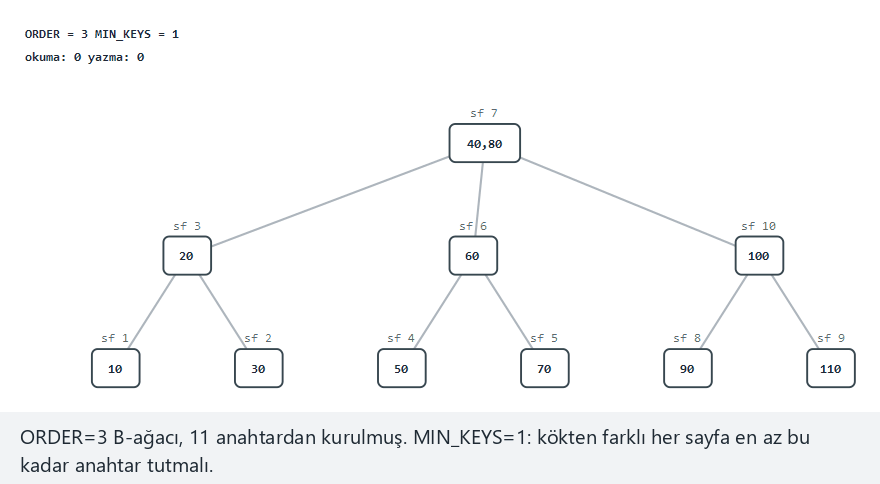 ORDER = 3 MIN_KEYS = 1
okuma: 0 yazma: 0
sf 7
40,80
sf 3
sf 6
sf 10
20
60
100
sf 1
sf 2
sf 4
sf 5
sf 8
sf 9
10
30
50
70
90
110
ORDER=3 B-ağacı, 11 anahtardan kurulmuş. MIN_KEYS=1: kökten farklı her sayfa en az bu
kadar anahtar tutmalı.